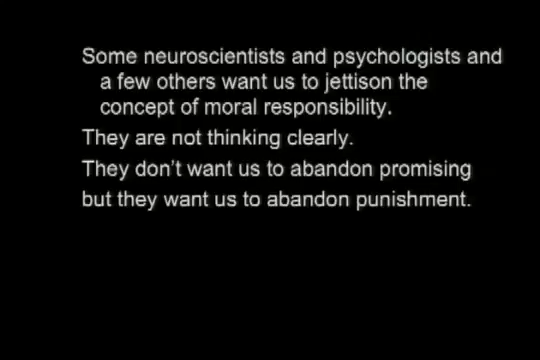 Some neuroscientists and psychologists and
a few others want us to jettison the
concept of moral responsibility.
They are not thinking clearly.
They don't want us to abandon promising
but they want us to abandon punishment.